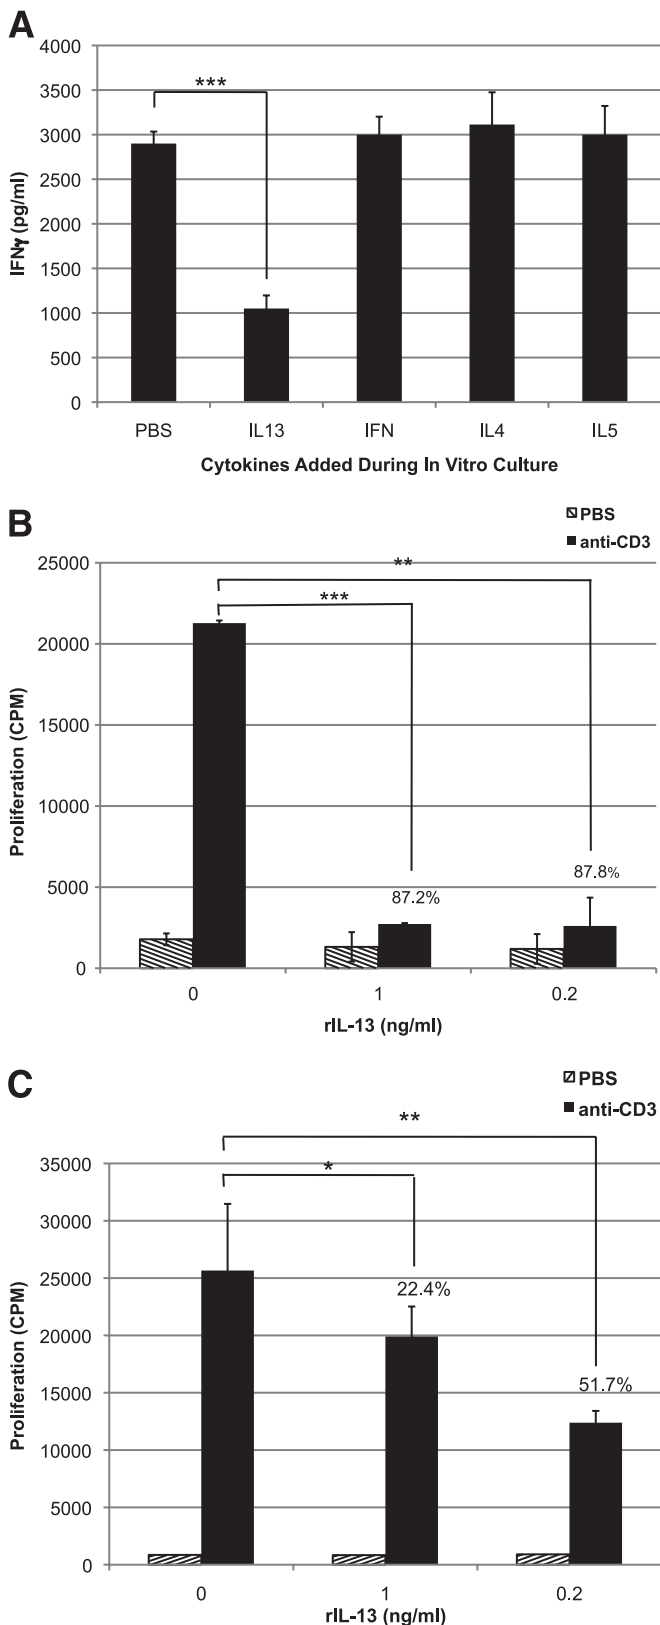 A
4000
3500
3000
2500
2000
1500
1000
500
0
IFNγ (pg/ml)
***
PBS IL13 IFN IL4 IL5
Cytokines Added During In Vitro Culture
B
PBS
anti-CD3
25000
20000
15000
10000
5000
0
Proliferation (CPM)
**
***
87.2%
87.8%
0 1 0.2
rIL-13 (ng/ml)
C
PBS
anti-CD3
35000
30000
25000
20000
15000
10000
5000
0
Proliferation (CPM)
**
*
22.4%
51.7%
0 1 0.2
rIL-13 (ng/ml)